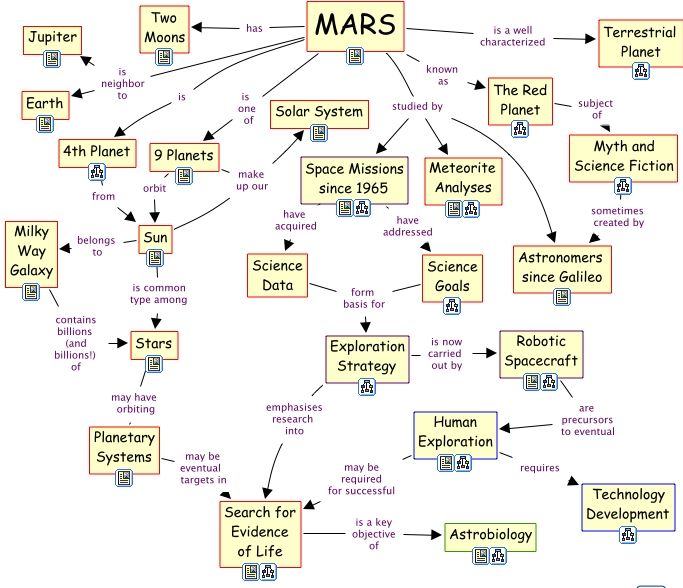 MARS
Two
Moons
has
Jupiter
is a well
characterized
Terrestrial
Planet
is
neighbor
to
known
as
Earth
is
is
one
of
Solar System
studied by
The Red
Planet
subject
of
4th Planet
9 Planets
Space Missions
since 1965
Meteorite
Analyses
Myth and
Science Fiction
from
orbit
make
up our
have
acquired
have
addressed
sometimes
created by
Milky
Way
Galaxy
belongs
to
Sun
Science
Data
Science
Goals
Astronomers
since Galileo
is common
type among
form
basis for
contains
billions
(and
billions!)
of
Stars
Exploration
Strategy
is now
carried
out by
Robotic
Spacecraft
may have
orbiting
emphasises
research
into
are
precursors
to eventual
Planetary
Systems
Human
Exploration
may be
eventual
targets in
may be
required
for successful
requires
Search for
Evidence
of Life
is a key
objective
of
Astrobiology
Technology
Development